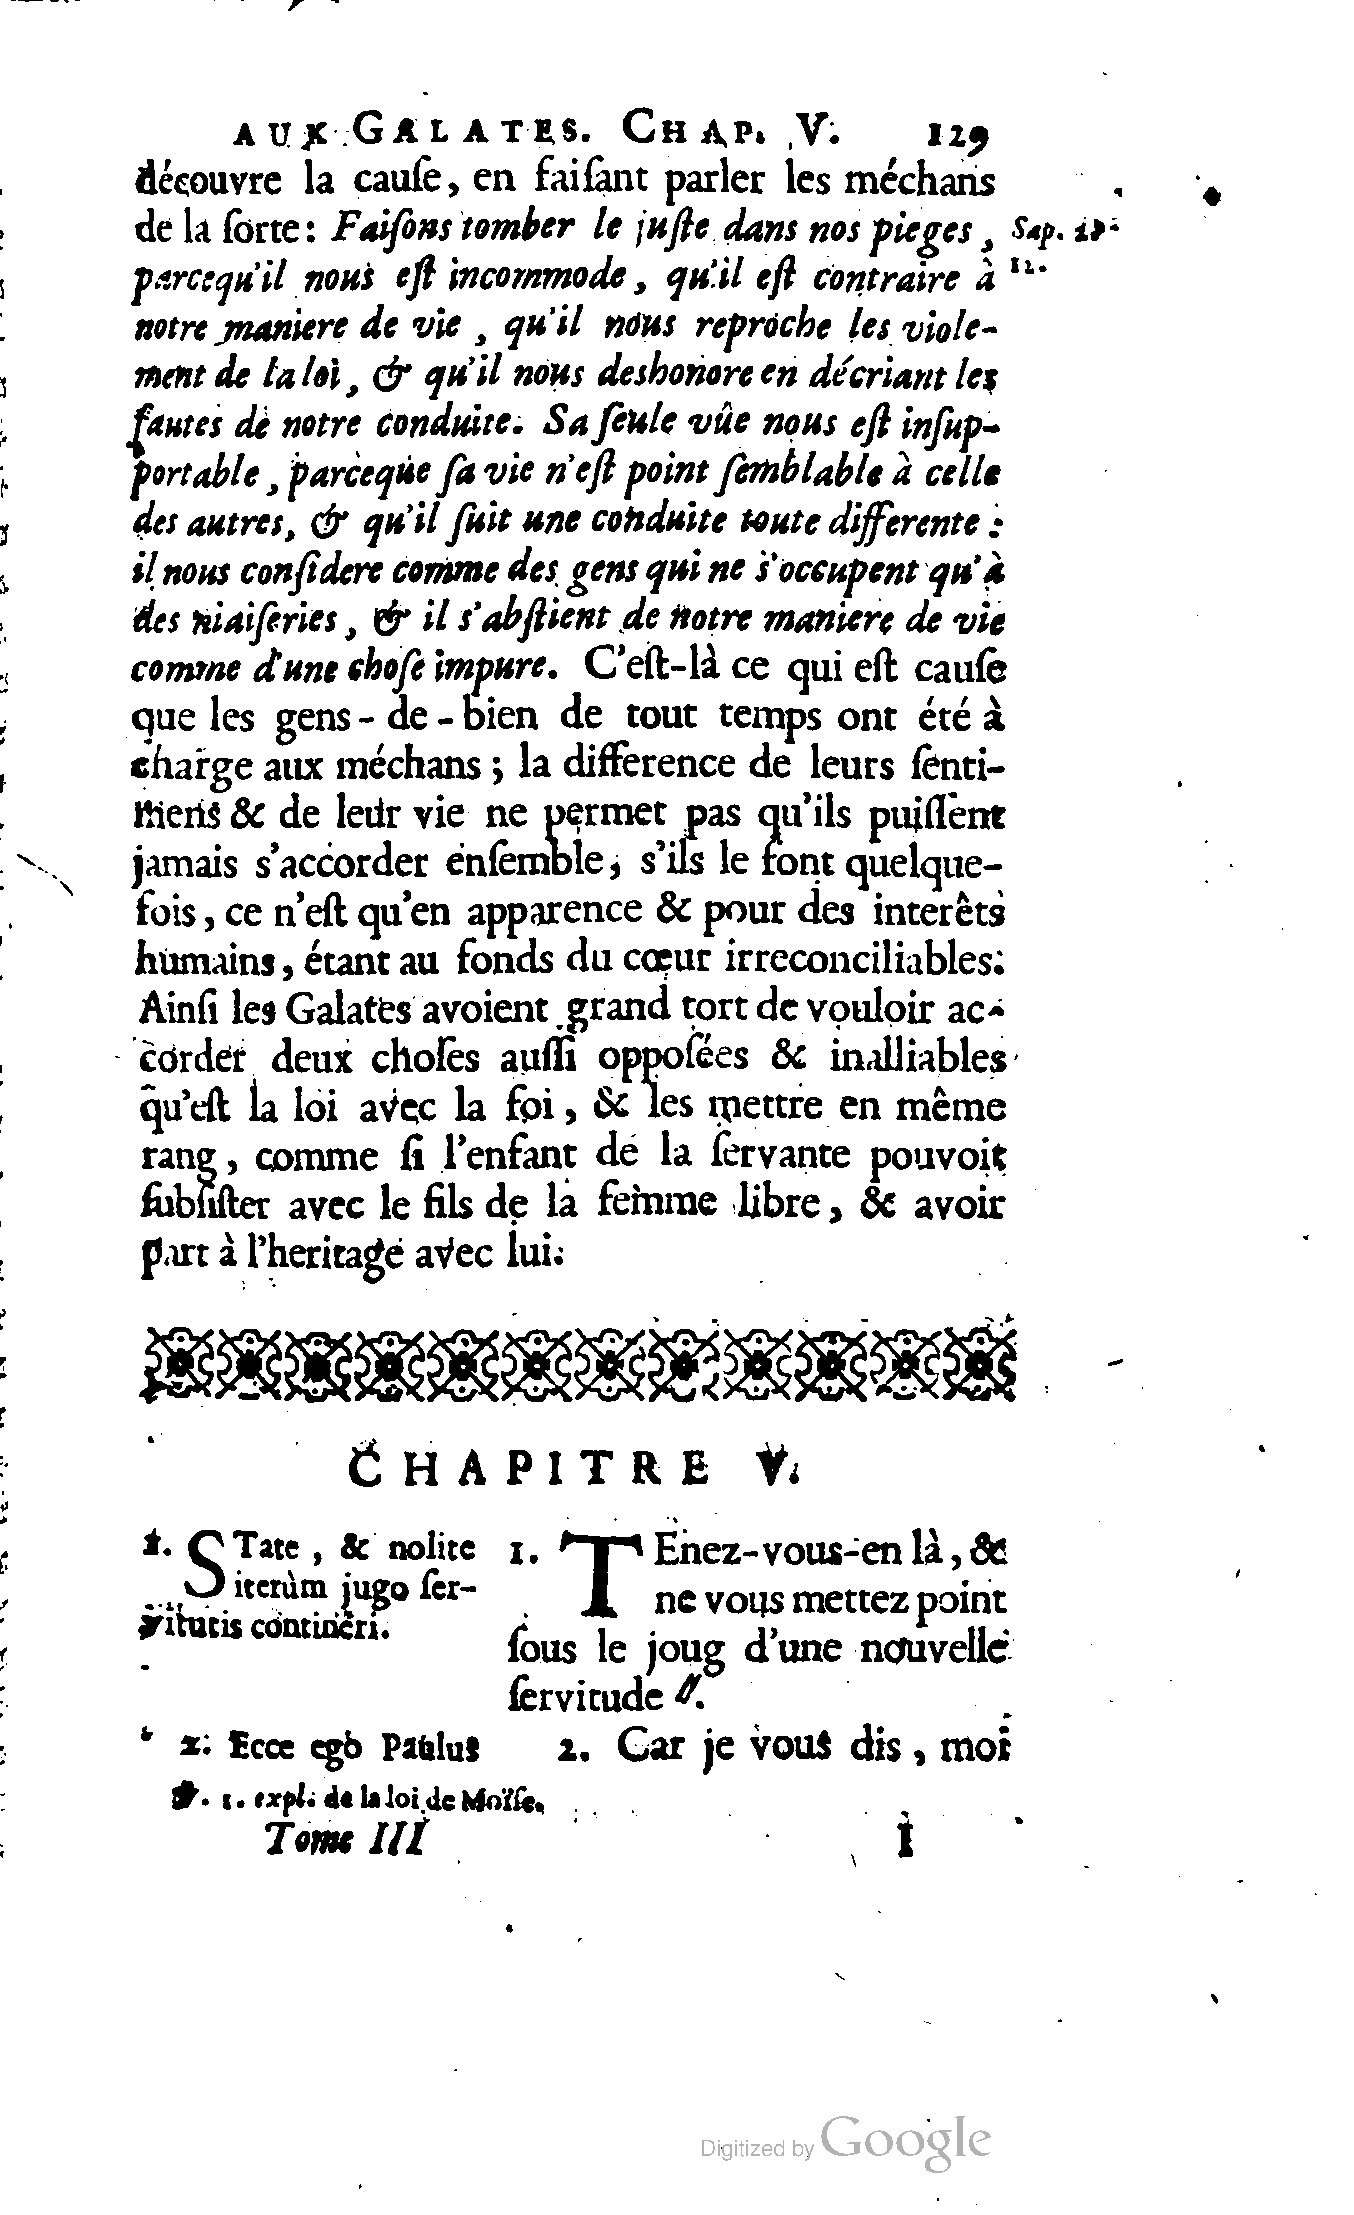 AUX GALATES. CHAP. V. 129
découvre la cauſe, en faiſant parler les méchans
de la ſorte: Faiſons tomber le juſte dans nos pieges,
Sap. 2.
12.
parcequ'il nous eſt incommode, qu'il eſt contraire à
notre maniere de vie, qu'il nous reproche les viole-
ment de la loi, & qu'il nous deshonore en décriant les
fautes de notre conduite. Sa ſeule vûe nous eſt inſup-
portable, parceque ſa vie n'eſt point ſemblable à celle
des autres, & qu'il ſuit une conduite toute differente :
il nous conſidere comme des gens qui ne s'occupent qu'à
des niaiſeries, & il s'abſtient de notre maniere de vie
comme d'une choſe impure. C'eſt-là ce qui eſt cauſe
que les gens-de-bien de tout temps ont été à
charge aux méchans ; la difference de leurs ſenti-
mens & de leur vie ne permet pas qu'ils puiſſent
jamais s'accorder enſemble, s'ils le font quelque-
fois, ce n'eſt qu'en apparence & pour des interêts
humains, étant au fonds du cœur irreconciliables.
Ainſi les Galates avoient grand tort de vouloir ac-
corder deux choſes auſſi oppoſées & inalliables
qu'eſt la loi avec la foi, & les mettre en même
rang, comme ſi l'enfant de la ſervante pouvoit
ſubſiſter avec le fils de la femme libre, & avoir
part à l'heritage avec lui.
CHAPITRE V.
1. STate, & nolite
iterùm jugo ſer-
vitutis contineri.
1. TEnez-vous-en là, &
ne vous mettez point
ſous le joug d'une nouvelle
ſervitude //.
2. Ecce ego Paulus
2. Car je vous dis, moi
℣. 1. expl. de la loi de Moïſe.
Tome III I
Digitized by Google